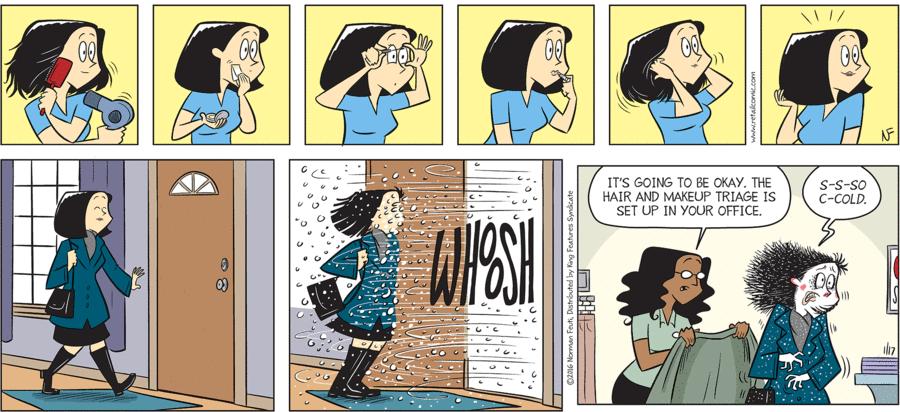 www.retailcomic.com
NF
WHOOSH
©2016 Norman Feuti, Distributed by King Features Syndicate
IT'S GOING TO BE OKAY. THE
HAIR AND MAKEUP TRIAGE IS
SET UP IN YOUR OFFICE.
S-S-SO
C-COLD.
11/17